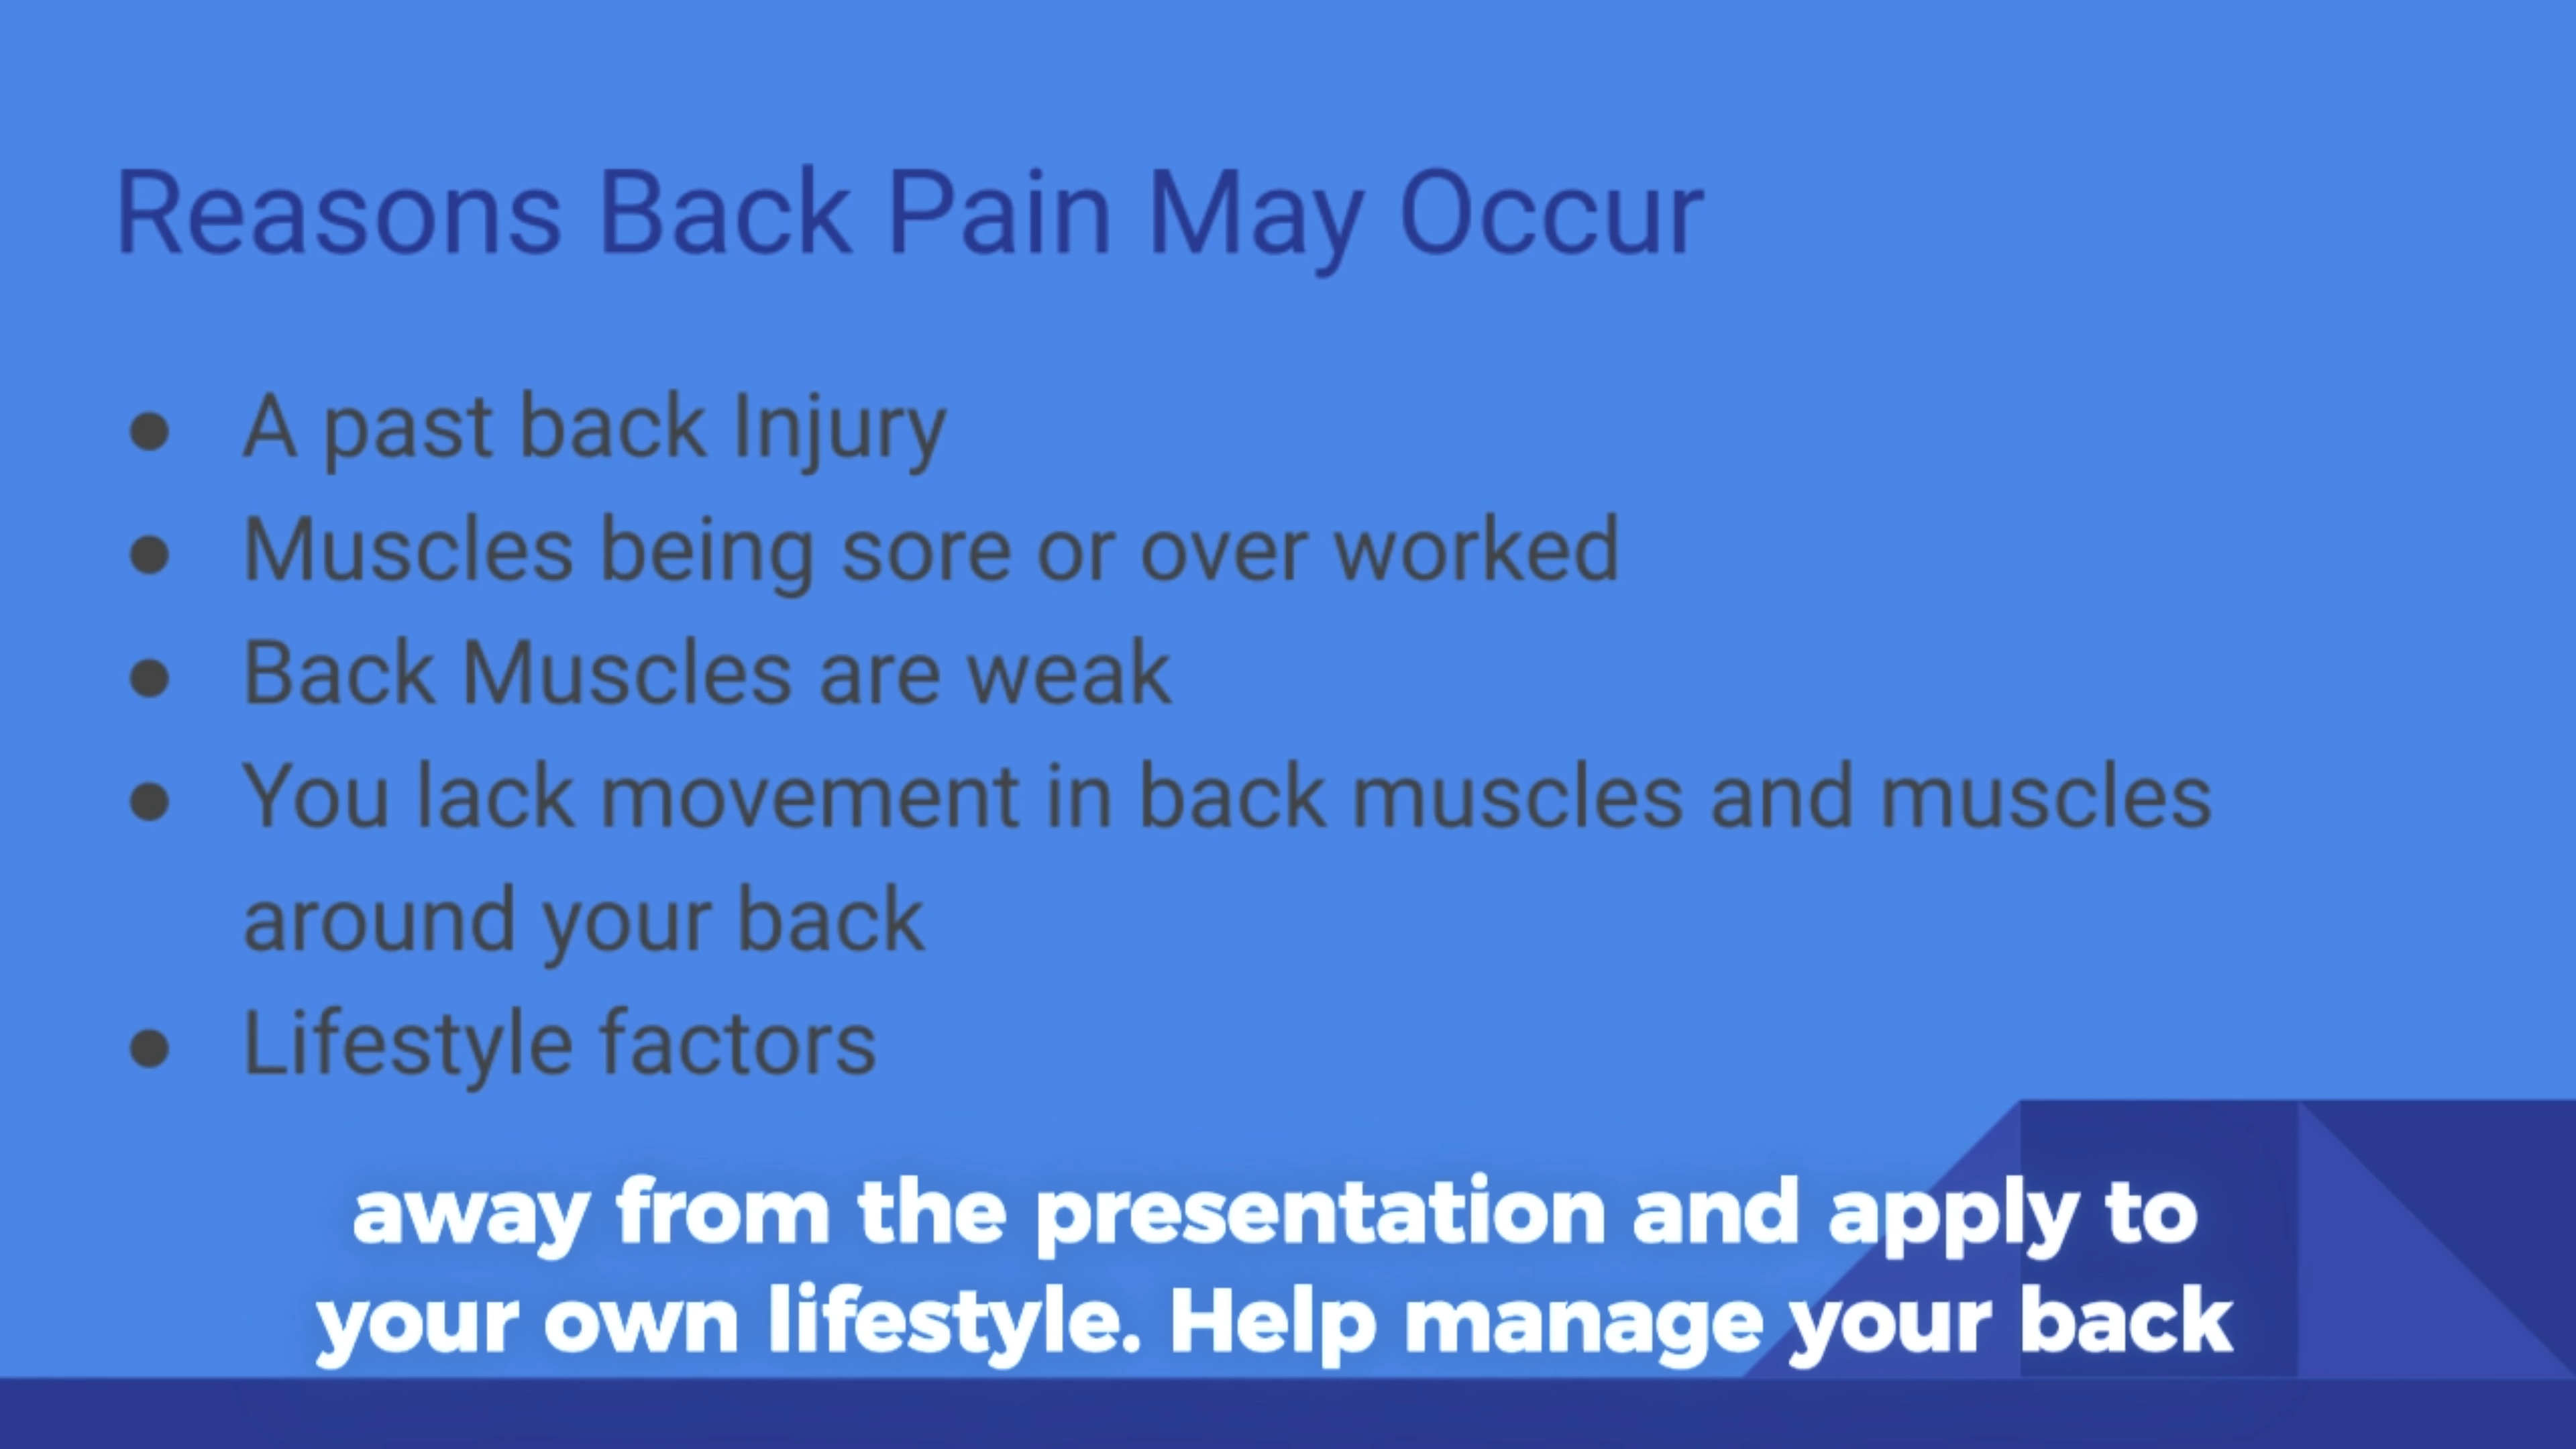 Reasons Back Pain May Occur
● A past back Injury
● Muscles being sore or over worked
● Back Muscles are weak
● You lack movement in back muscles and muscles
around your back
● Lifestyle factors
away from the presentation and apply to
your own lifestyle. Help manage your back